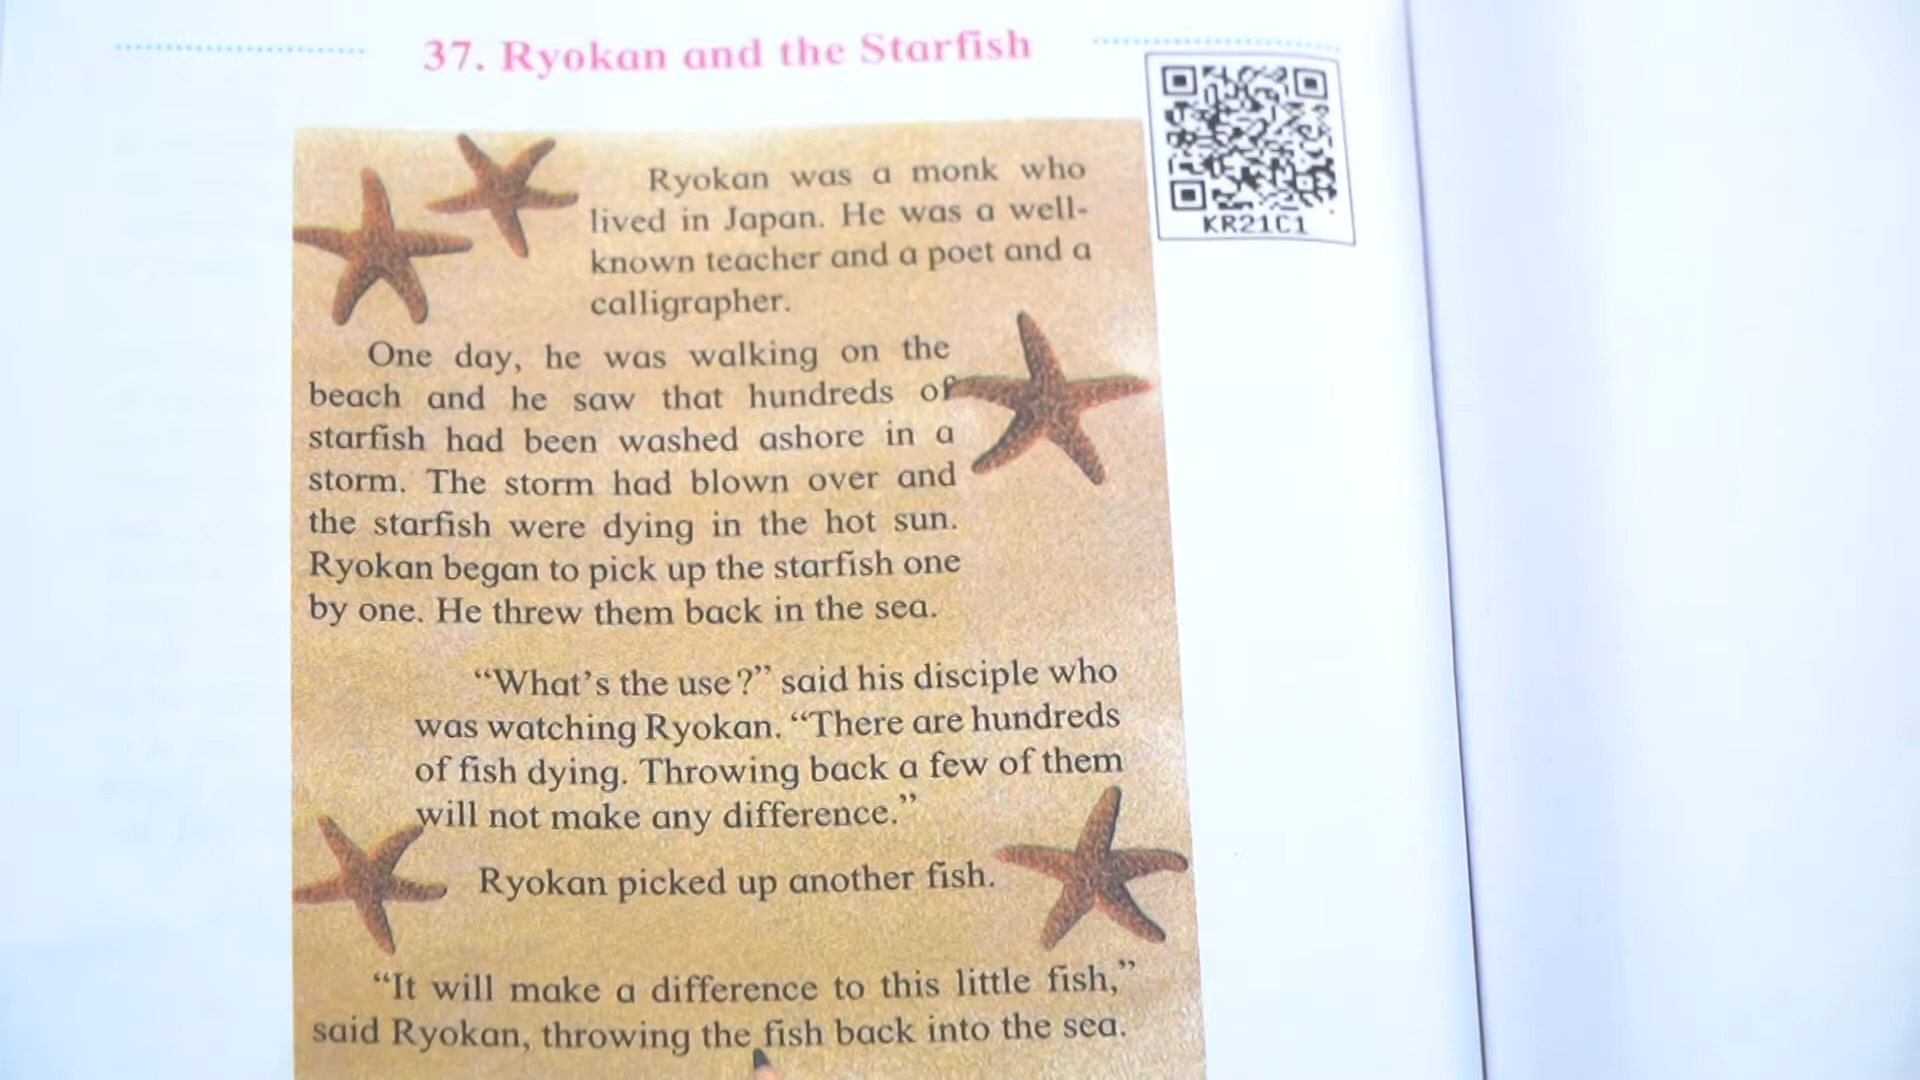 37. Ryokan and the Starfish
KR21C1
Ryokan was a monk who
lived in Japan. He was a well-
known teacher and a poet and a
calligrapher.
One day, he was walking on the
beach and he saw that hundreds of
starfish had been washed ashore in a
storm. The storm had blown over and
the starfish were dying in the hot sun.
Ryokan began to pick up the starfish one
by one. He threw them back in the sea.
“What’s the use?” said his disciple who
was watching Ryokan. “There are hundreds
of fish dying. Throwing back a few of them
will not make any difference.”
Ryokan picked up another fish.
“It will make a difference to this little fish,”
said Ryokan, throwing the fish back into the sea.